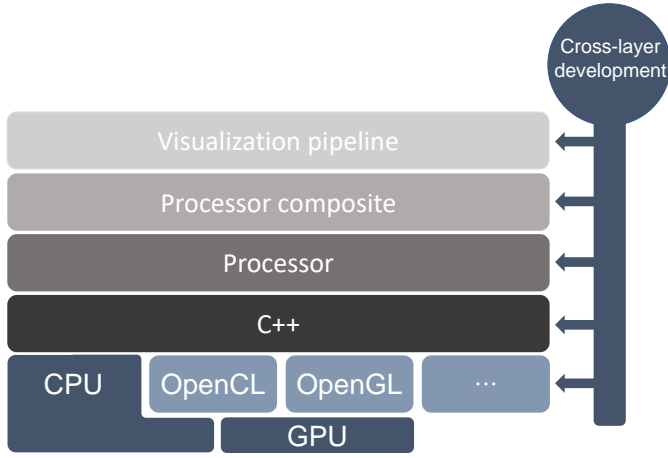 Cross-layer
development
Visualization pipeline
Processor composite
Processor
C++
CPU OpenCL OpenGL ...
GPU